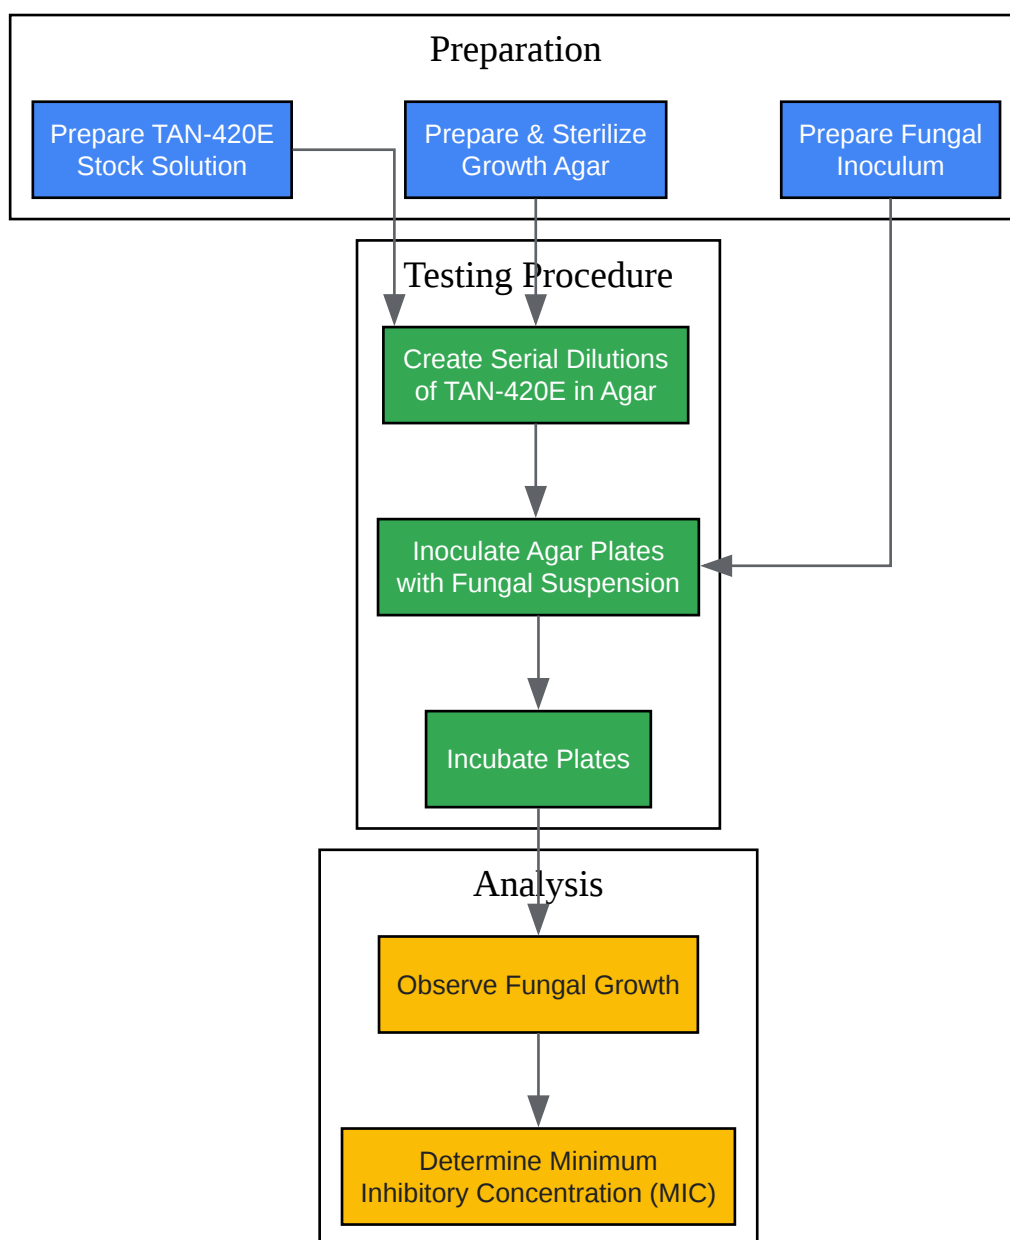 Preparation
Prepare TAN-420E
Stock Solution
Prepare & Sterilize
Growth Agar
Prepare Fungal
Inoculum
Testing Procedure
Create Serial Dilutions
of TAN-420E in Agar
Inoculate Agar Plates
with Fungal Suspension
Incubate Plates
Analysis
Observe Fungal Growth
Determine Minimum
Inhibitory Concentration (MIC)